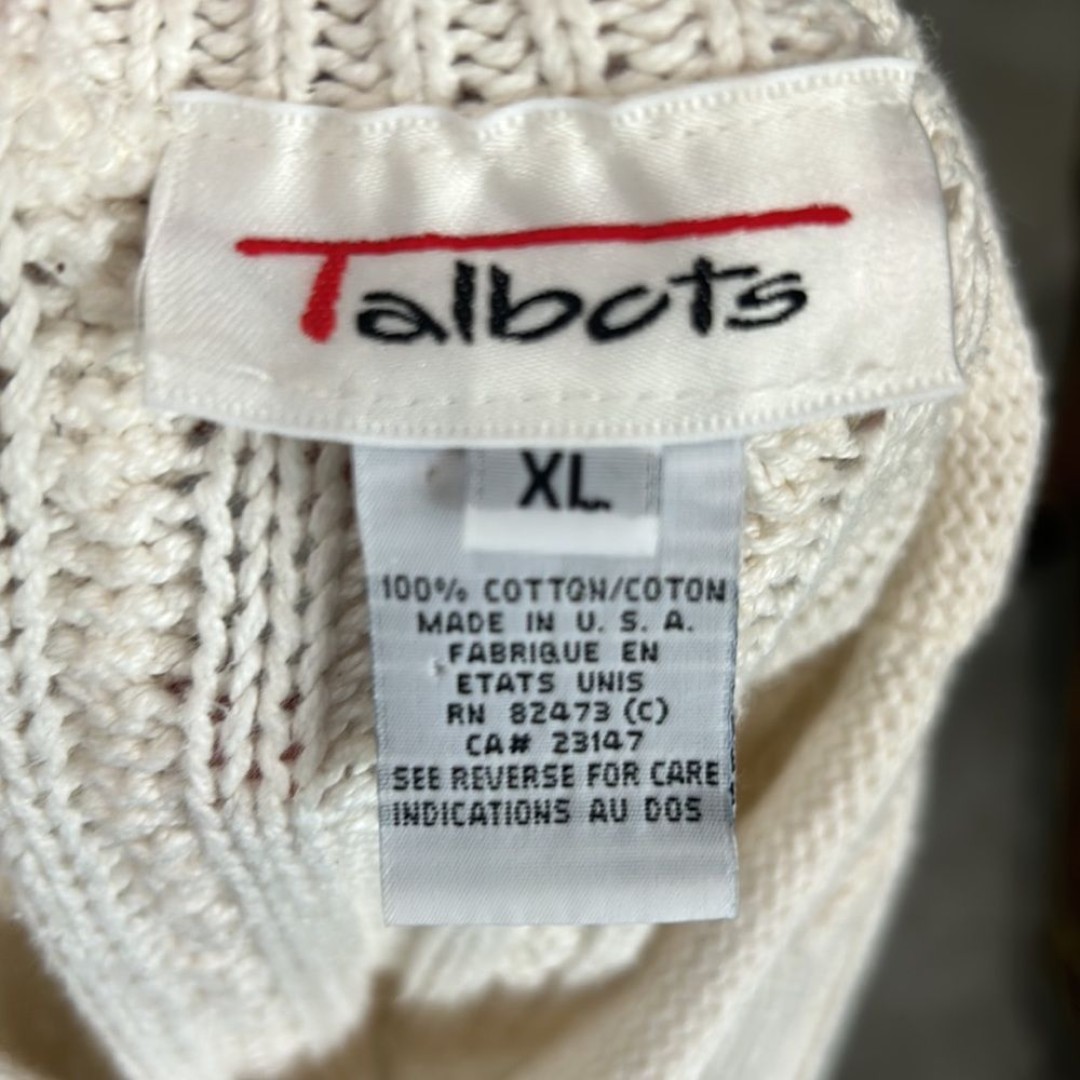 Talbots
XL
100% COTTON/COTON
MADE IN U. S. A.
FABRIQUE EN
ETATS UNIS
RN 82473 (C)
CA# 23147
SEE REVERSE FOR CARE
INDICATIONS AU DOS